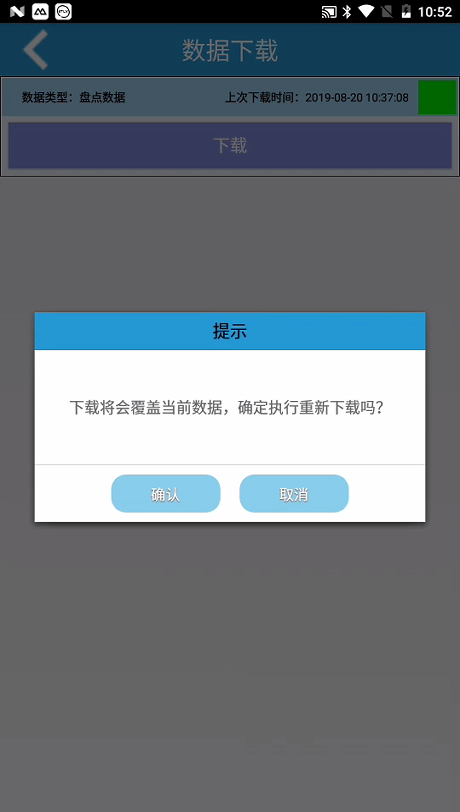 10:52
数据下载
数据类型：盘点数据 上次下载时间：2019-08-20 10:37:08
下载
提示
下载将会覆盖当前数据，确定执行重新下载吗？
确认 取消